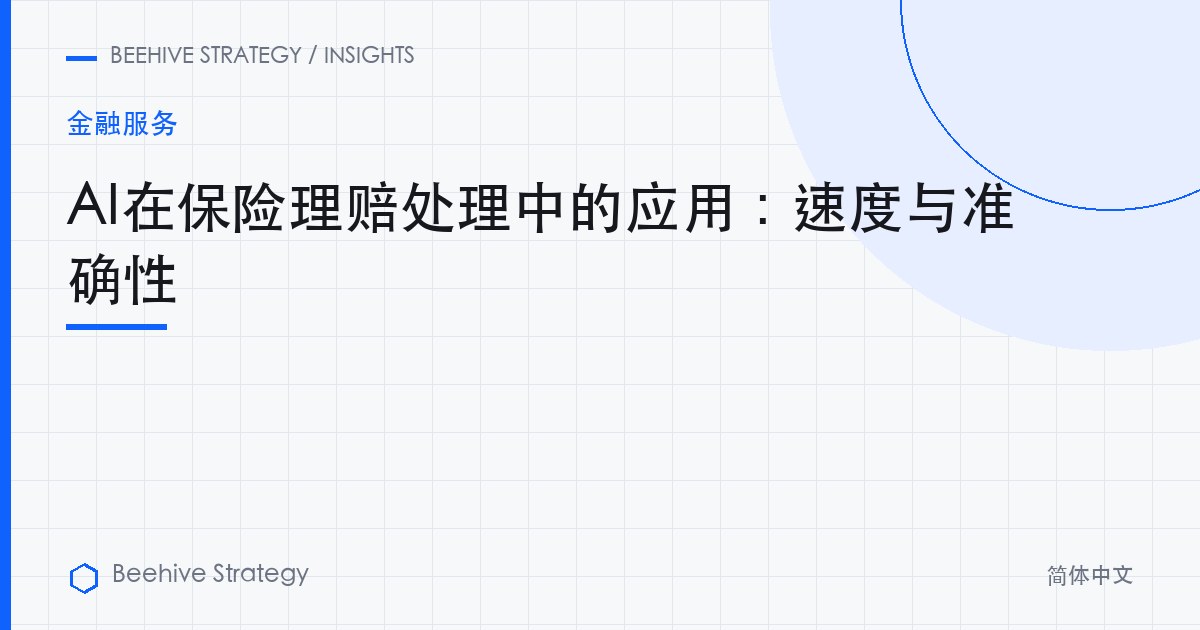 BEEHIVE STRATEGY / INSIGHTS
金融服务
AI在保险理赔处理中的应用：速度与准
确性
Beehive Strategy
简体中文